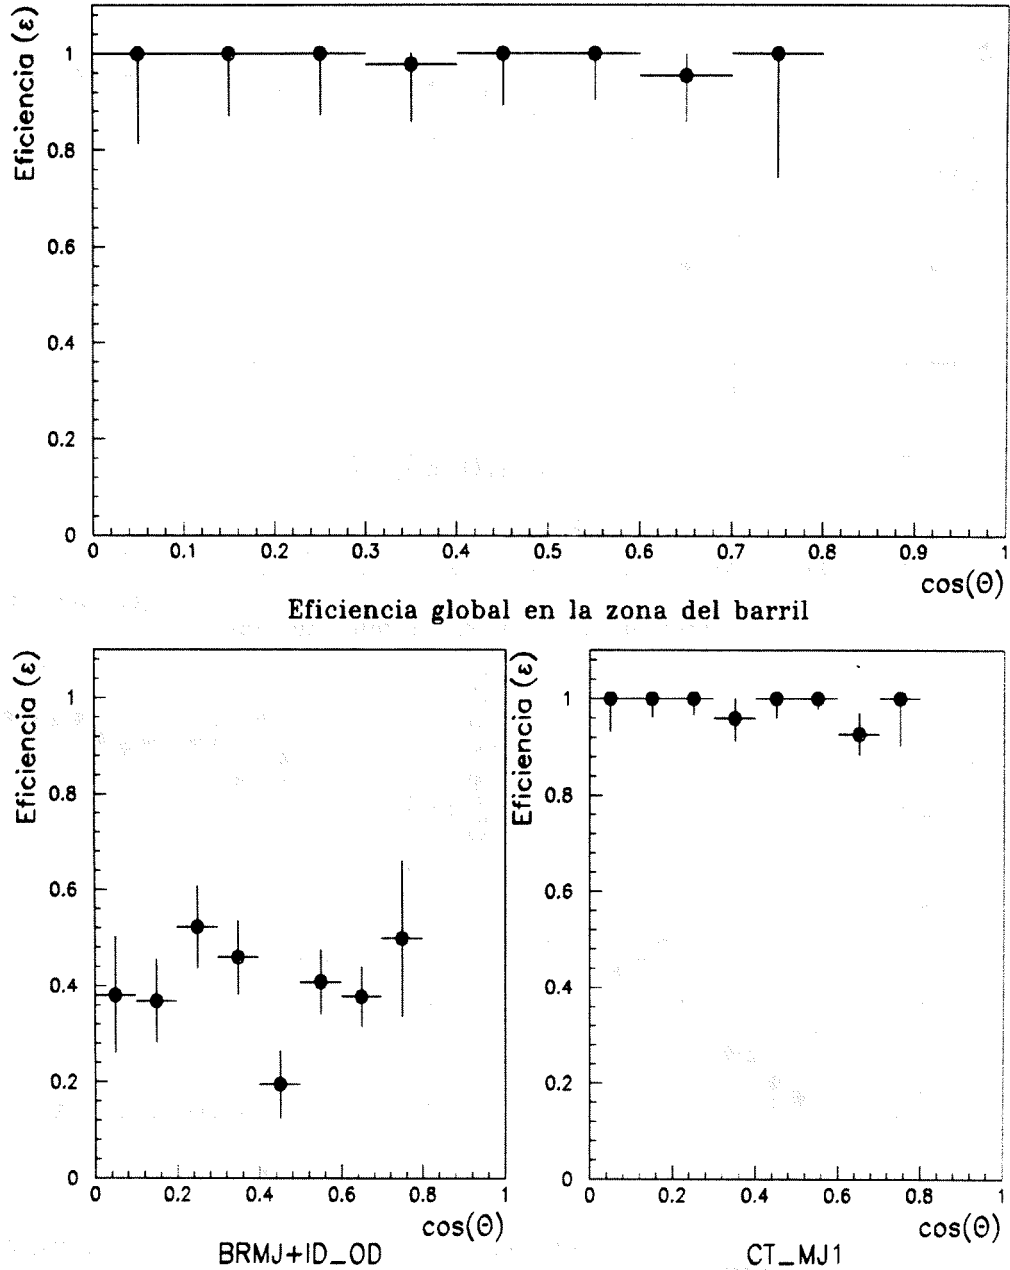 Eficiencia (ε)
1
0.8
0.6
0.4
0.2
0
0 0.1 0.2 0.3 0.4 0.5 0.6 0.7 0.8 0.9 1
cos(Θ)
Eficiencia global en la zona del barril
Eficiencia (ε)
1
0.8
0.6
0.4
0.2
0
0 0.2 0.4 0.6 0.8 1
cos(Θ)
BRMJ+ID_OD
Eficiencia (ε)
1
0.8
0.6
0.4
0.2
0
0 0.2 0.4 0.6 0.8 1
cos(Θ)
CT_MJ1